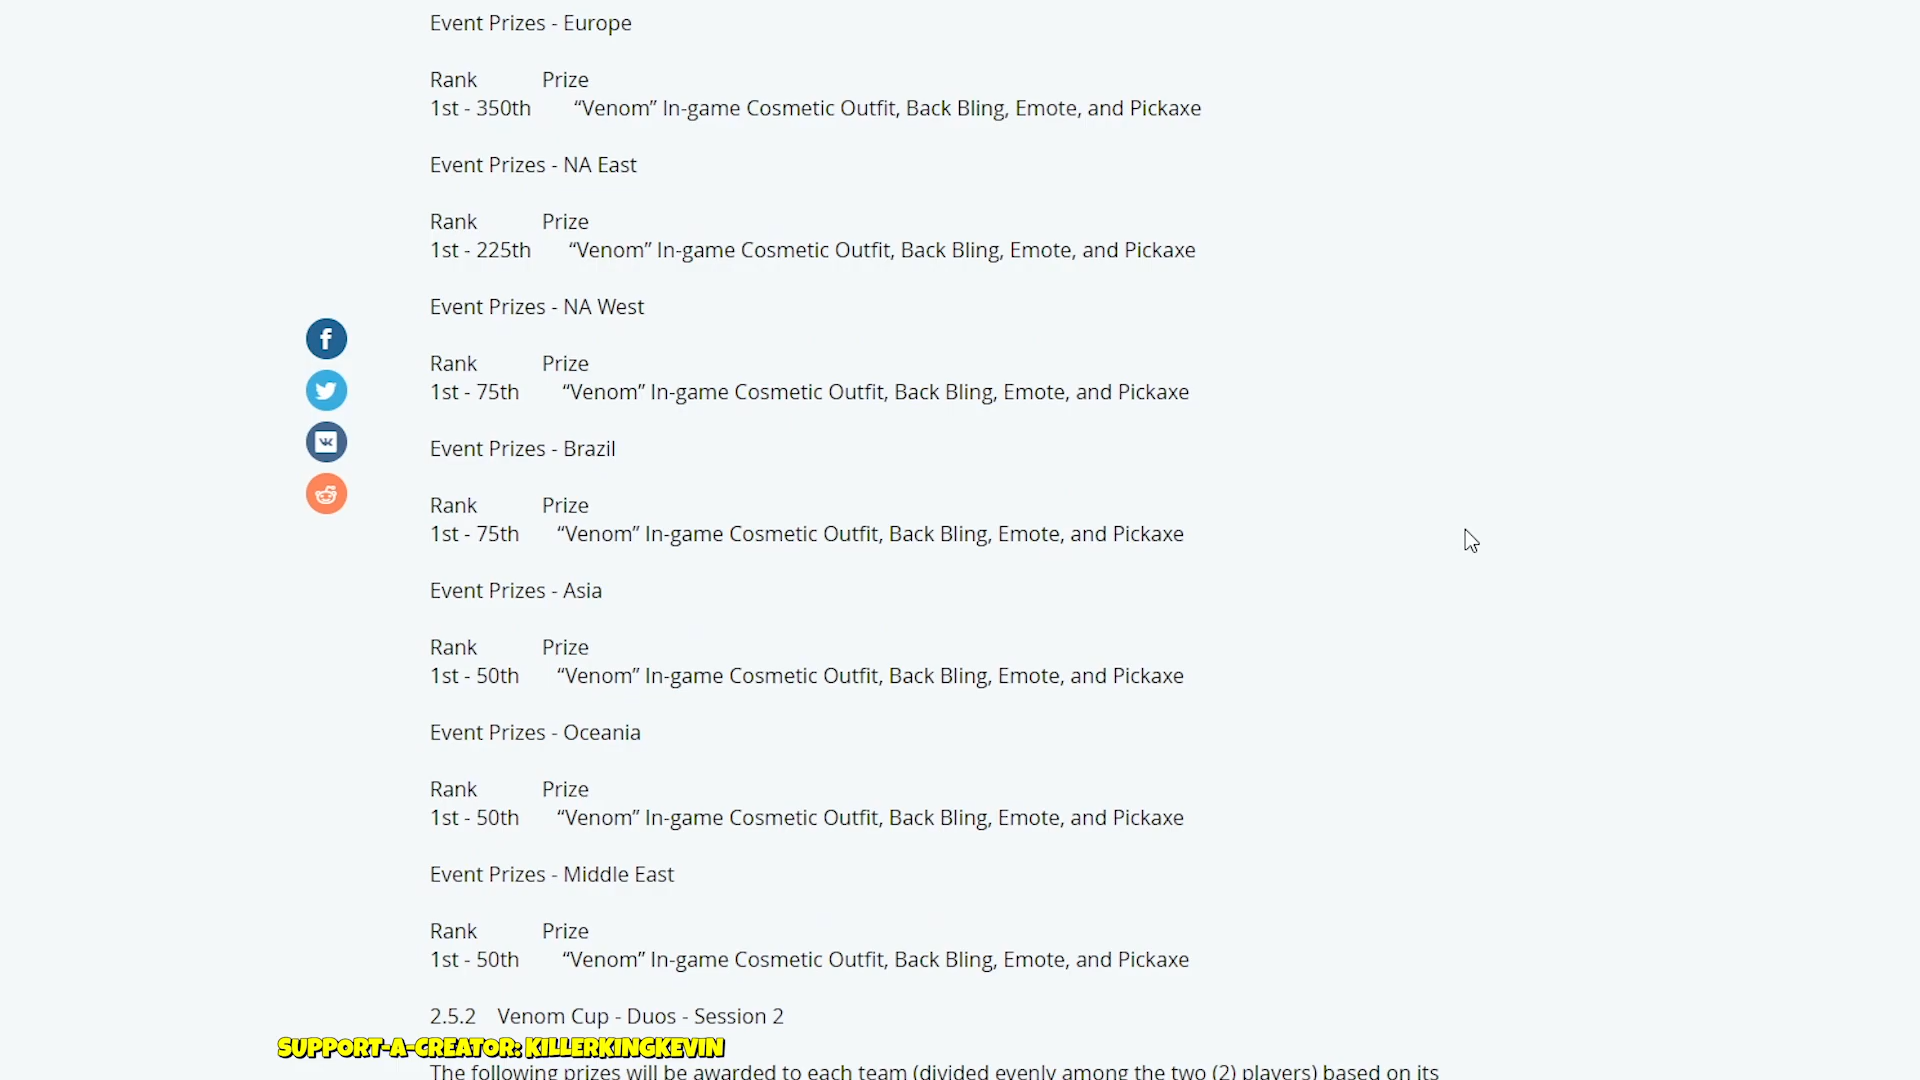 Event Prizes - Europe
Rank Prize
1st - 350th “Venom” In-game Cosmetic Outfit, Back Bling, Emote, and Pickaxe
Event Prizes - NA East
Rank Prize
1st - 225th “Venom” In-game Cosmetic Outfit, Back Bling, Emote, and Pickaxe
Event Prizes - NA West
Rank Prize
1st - 75th “Venom” In-game Cosmetic Outfit, Back Bling, Emote, and Pickaxe
Event Prizes - Brazil
Rank Prize
1st - 75th “Venom” In-game Cosmetic Outfit, Back Bling, Emote, and Pickaxe
Event Prizes - Asia
Rank Prize
1st - 50th “Venom” In-game Cosmetic Outfit, Back Bling, Emote, and Pickaxe
Event Prizes - Oceania
Rank Prize
1st - 50th “Venom” In-game Cosmetic Outfit, Back Bling, Emote, and Pickaxe
Event Prizes - Middle East
Rank Prize
1st - 50th “Venom” In-game Cosmetic Outfit, Back Bling, Emote, and Pickaxe
2.5.2 Venom Cup - Duos - Session 2
SUPPORT-A-CREATOR: KILLERKINGKEVIN
The following prizes will be awarded to each team (divided evenly among the two (2) players) based on its